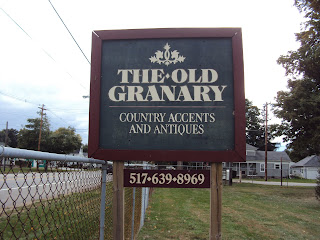 THE•OLD
GRANARY
COUNTRY ACCENTS
AND ANTIQUES
517•639•8969